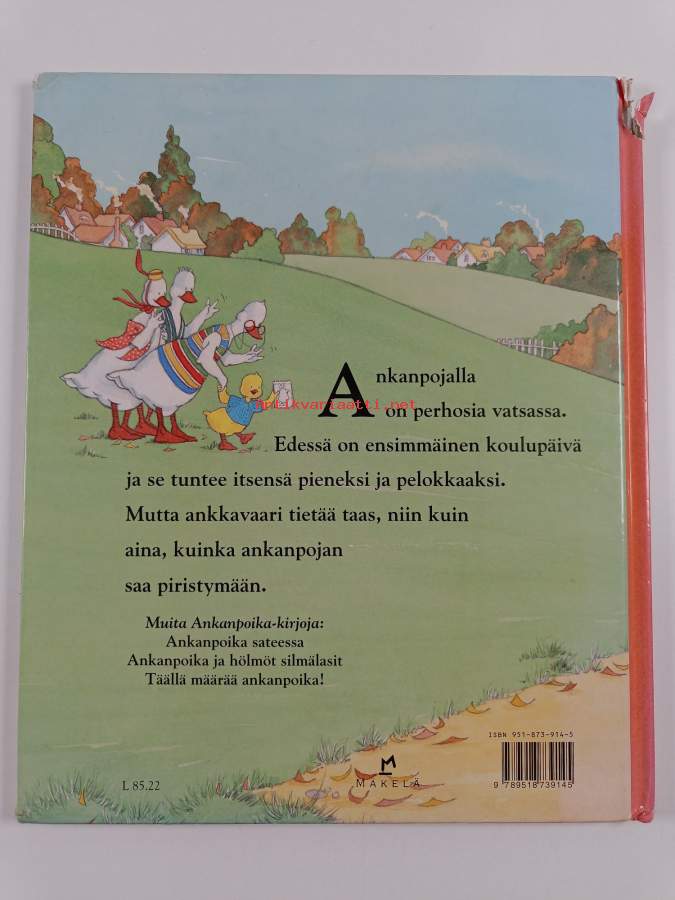 Ankanpojalla
on perhosia vatsassa.
antikvariaatti.net
Edessä on ensimmäinen koulupäivä
ja se tuntee itsensä pieneksi ja pelokkaaksi.
Mutta ankkavaari tietää taas, niin kuin
aina, kuinka ankanpojan
saa piristymään.
Muita Ankanpoika-kirjoja:
Ankanpoika sateessa
Ankanpoika ja hölmöt silmälasit
Täällä määrää ankanpoika!
ISBN 951-873-914-5
L 85.22
M
MÄKELÄ
9 789518 739145